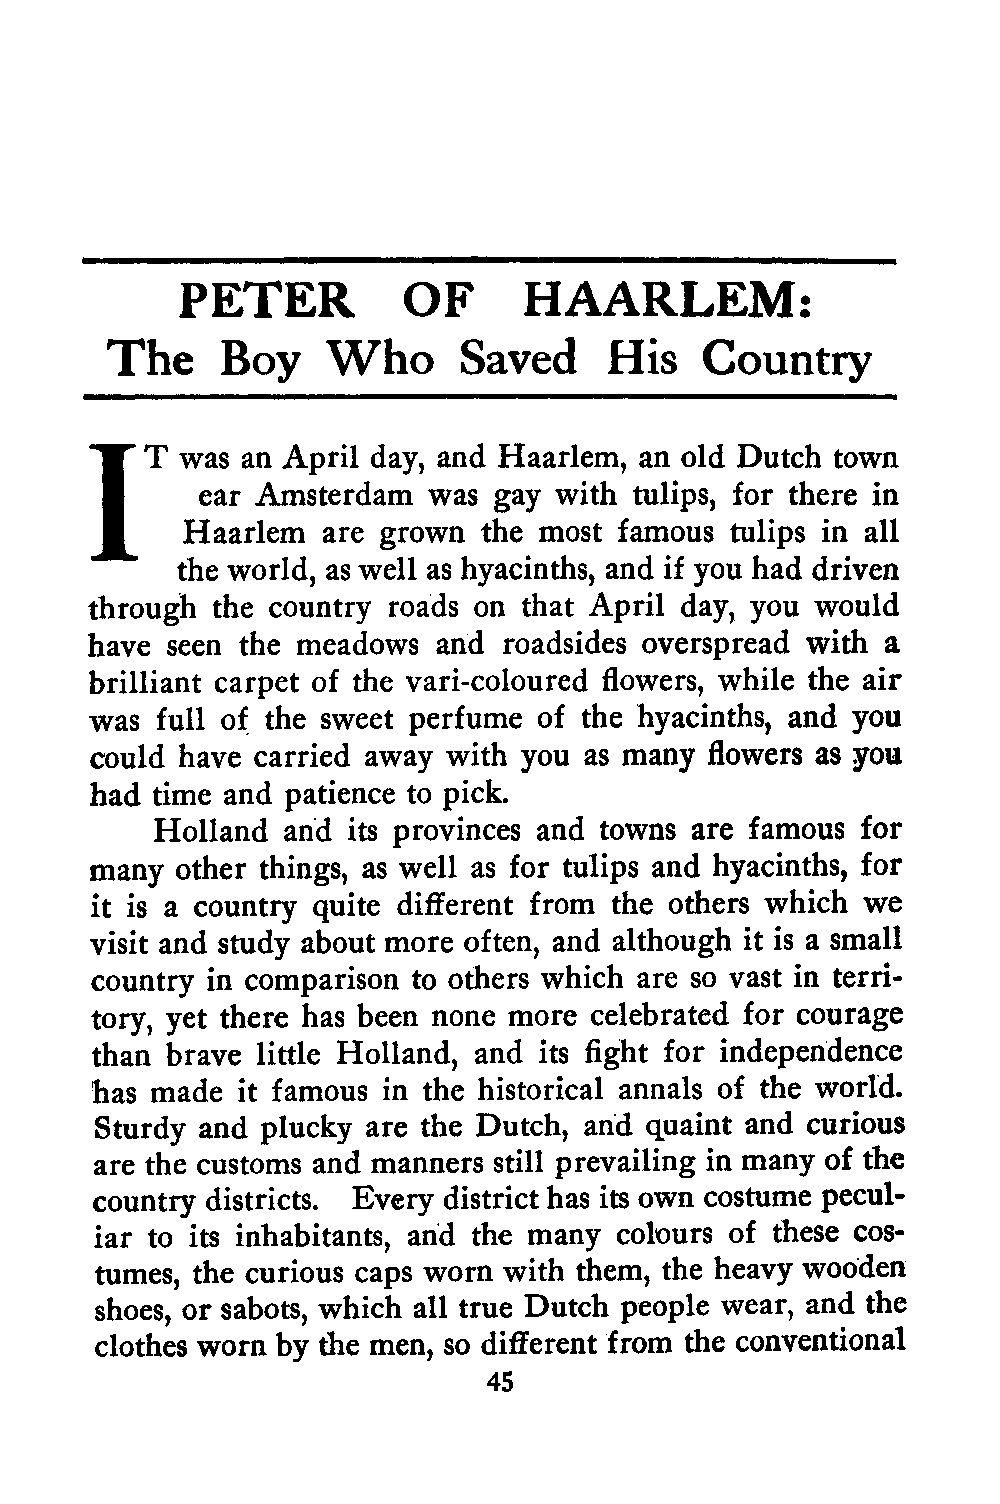 PETER OF HAARLEM:
The Boy Who Saved His Country
IT was an April day, and Haarlem, an old Dutch town
ear Amsterdam was gay with tulips, for there in
Haarlem are grown the most famous tulips in all
the world, as well as hyacinths, and if you had driven
through the country roads on that April day, you would
have seen the meadows and roadsides overspread with a
brilliant carpet of the vari-coloured flowers, while the air
was full of the sweet perfume of the hyacinths, and you
could have carried away with you as many flowers as you
had time and patience to pick.
Holland and its provinces and towns are famous for
many other things, as well as for tulips and hyacinths, for
it is a country quite different from the others which we
visit and study about more often, and although it is a small
country in comparison to others which are so vast in terri-
tory, yet there has been none more celebrated for courage
than brave little Holland, and its fight for independence
has made it famous in the historical annals of the world.
Sturdy and plucky are the Dutch, and quaint and curious
are the customs and manners still prevailing in many of the
country districts. Every district has its own costume pecul-
iar to its inhabitants, and the many colours of these cos-
tumes, the curious caps worn with them, the heavy wooden
shoes, or sabots, which all true Dutch people wear, and the
clothes worn by the men, so different from the conventional
45